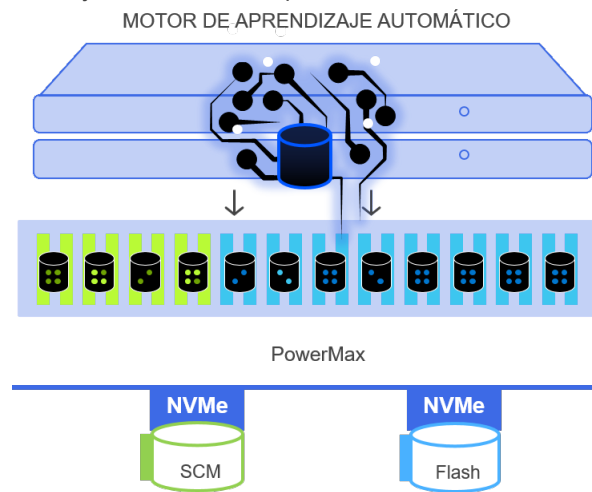 MOTOR DE APRENDIZAJE AUTOMÁTICO
PowerMax
NVMe
NVMe
SCM
Flash